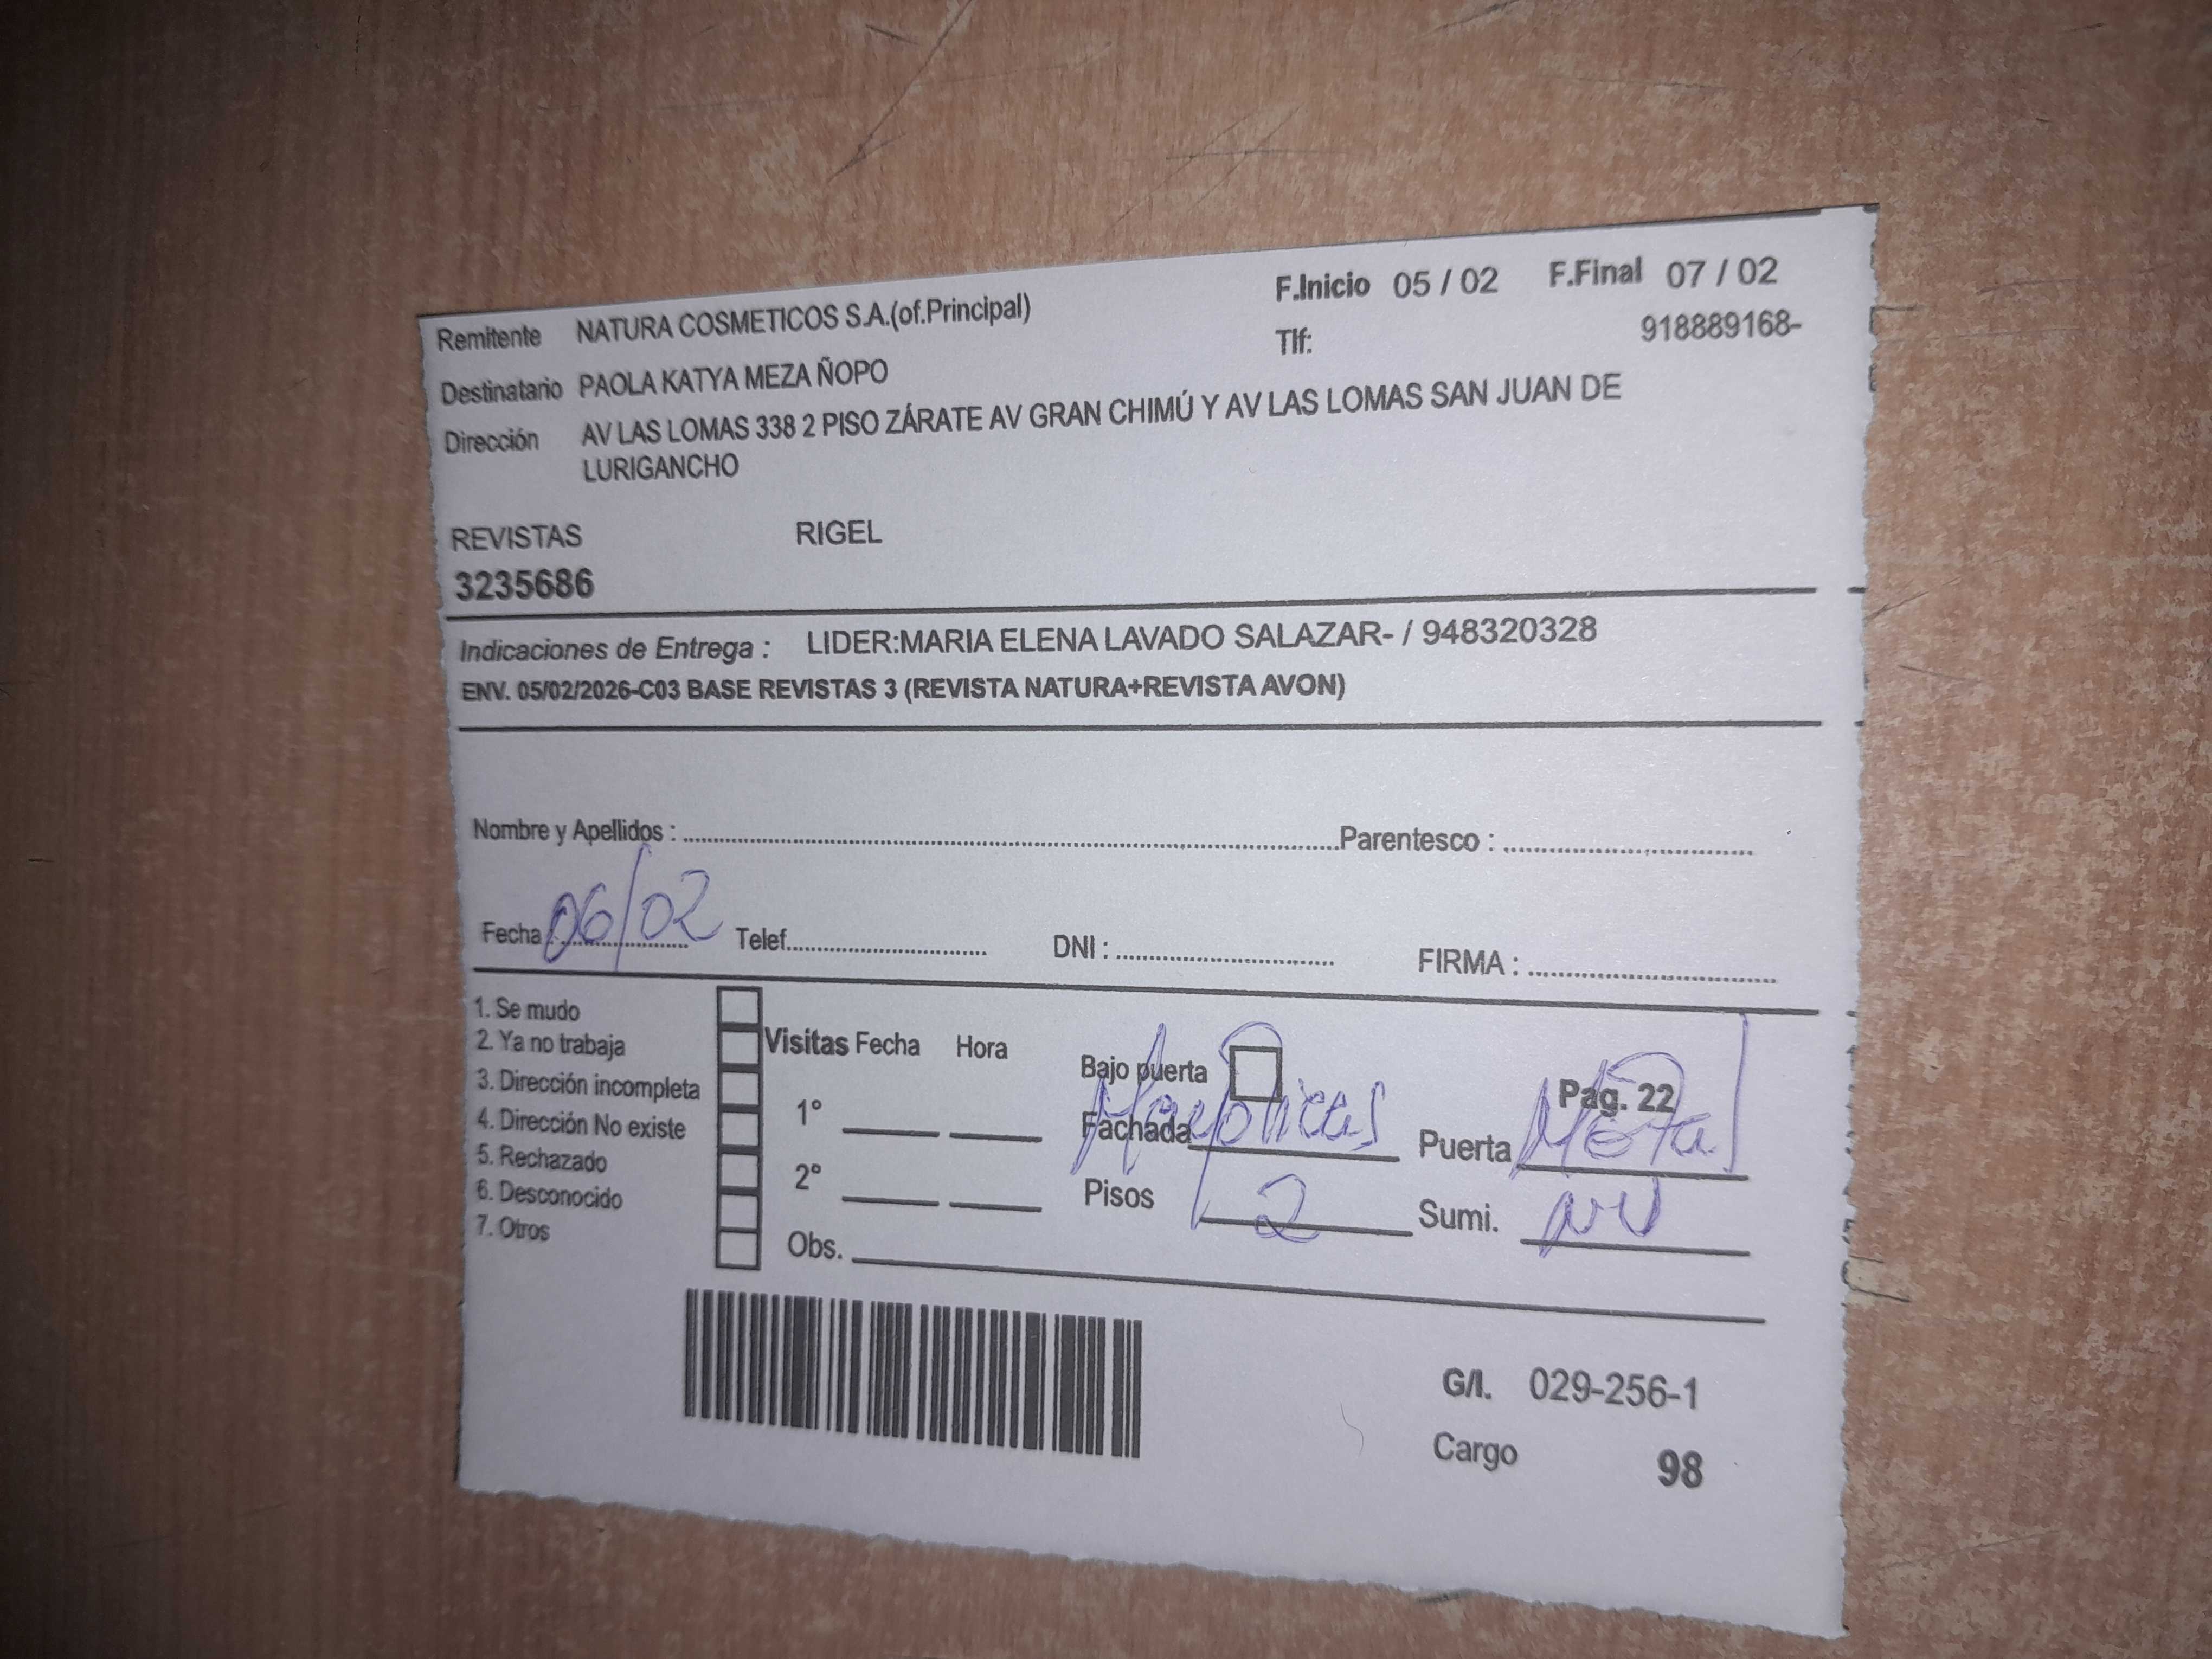 Remitente NATURA COSMETICOS S.A.(of.Principal) F.Inicio 05 / 02 F.Final 07 / 02
Tlf: 918889168-
Destinatario PAOLA KATYA MEZA ÑOPO
Dirección AV LAS LOMAS 338 2 PISO ZÁRATE AV GRAN CHIMÚ Y AV LAS LOMAS SAN JUAN DE
LURIGANCHO
REVISTAS RIGEL
3235686
Indicaciones de Entrega : LIDER:MARIA ELENA LAVADO SALAZAR- / 948320328
ENV. 05/02/2026-C03 BASE REVISTAS 3 (REVISTA NATURA+REVISTA AVON)
Nombre y Apellidos : Parentesco :
Fecha : 06/02 Telef. DNI : FIRMA :
1. Se mudo
2. Ya no trabaja
3. Dirección incompleta
4. Dirección No existe
5. Rechazado
6. Desconocido
7. Otros
Visitas Fecha Hora
1°
2°
Obs.
Bajo puerta Pag. 22
Fachada Mayolicas Puerta Metal
Pisos 2 Sumi.
G/I. 029-256-1
Cargo 98